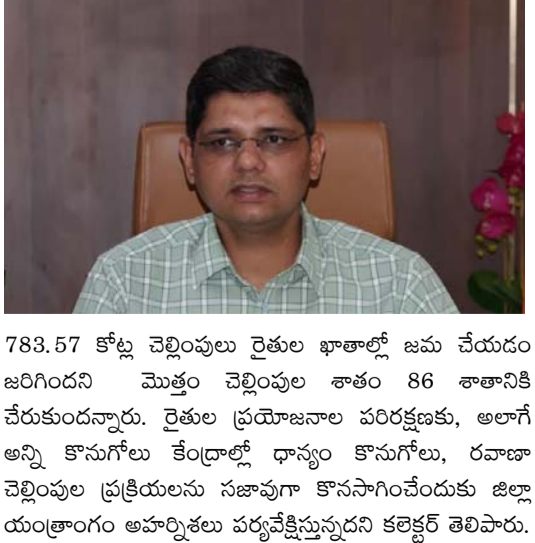 783.57 కోట్ల చెల్లింపులు రైతుల ఖాతాల్లో జమ చేయడం
జరిగిందని మొత్తం చెల్లింపుల శాతం 86 శాతానికి
చేరుకుందన్నారు. రైతుల ప్రయోజనాల పరిరక్షణకు, అలాగే
అన్ని కొనుగోలు కేంద్రాల్లో ధాన్యం కొనుగోలు, రవాణా
చెల్లింపుల ప్రక్రియలను సజావుగా కొనసాగించేందుకు జిల్లా
యంత్రాంగం అహర్నిశలు పర్యవేక్షిస్తున్నదని కలెక్టర్ తెలిపారు.